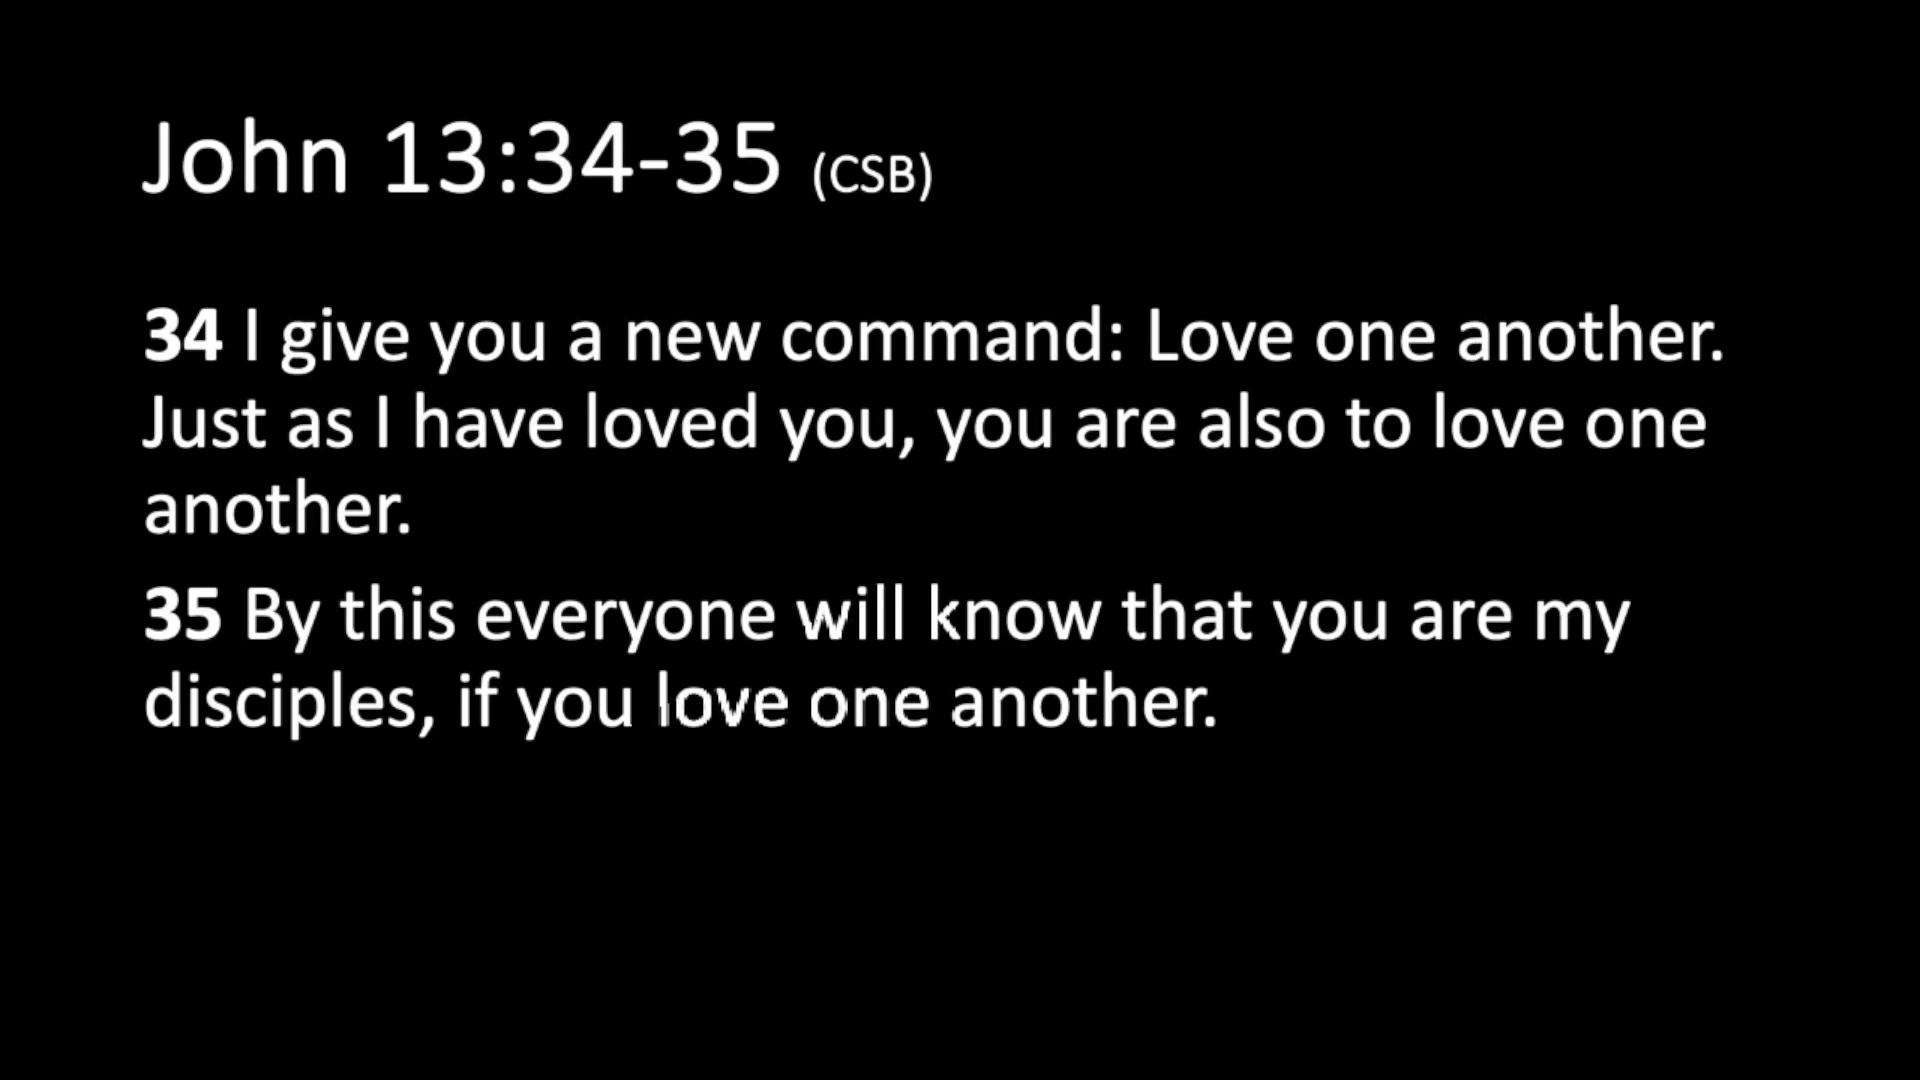 John 13:34-35 (CSB)
34 I give you a new command: Love one another.
Just as I have loved you, you are also to love one
another.
35 By this everyone will know that you are my
disciples, if you love one another.